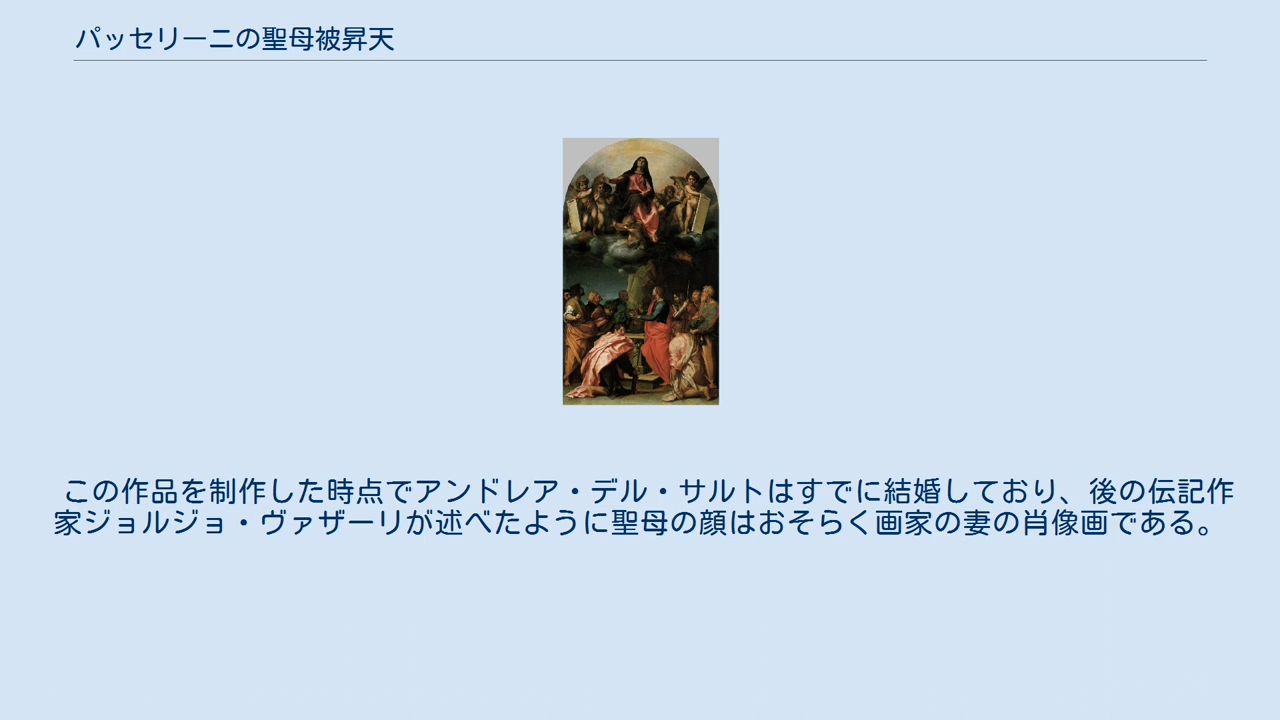 パッセリーニの聖母被昇天
この作品を制作した時点でアンドレア・デル・サルトはすでに結婚しており、後の伝記作
家ジョルジョ・ヴァザーリが述べたように聖母の顔はおそらく画家の妻の肖像画である。